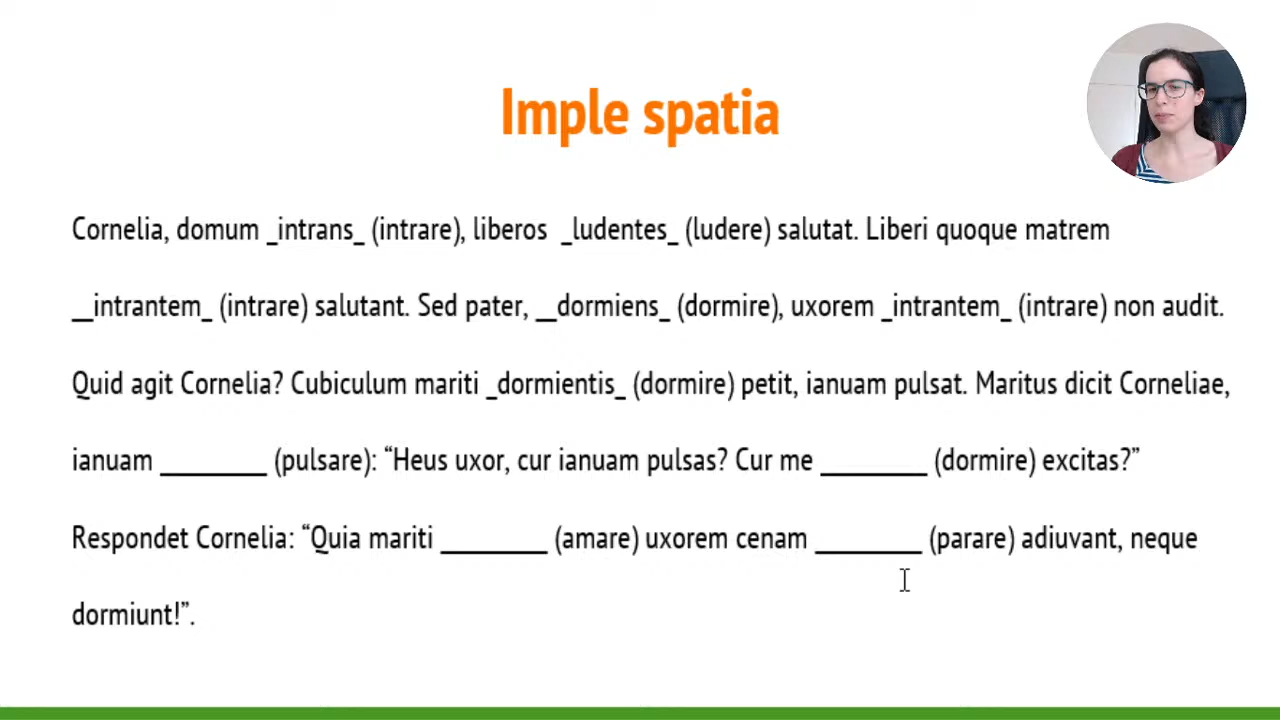 Imple spatia
Cornelia, domum _intrans_ (intrare), liberos _ludentes_ (ludere) salutat. Liberi quoque matrem
__intrantem_ (intrare) salutant. Sed pater, __dormiens_ (dormire), uxorem _intrantem_ (intrare) non audit.
Quid agit Cornelia? Cubiculum mariti _dormientis_ (dormire) petit, ianuam pulsat. Maritus dicit Corneliae,
ianuam _________ (pulsare): “Heus uxor, cur ianuam pulsas? Cur me _________ (dormire) excitas?”
Respondet Cornelia: “Quia mariti _________ (amare) uxorem cenam _________ (parare) adiuvant, neque
dormiunt!”.